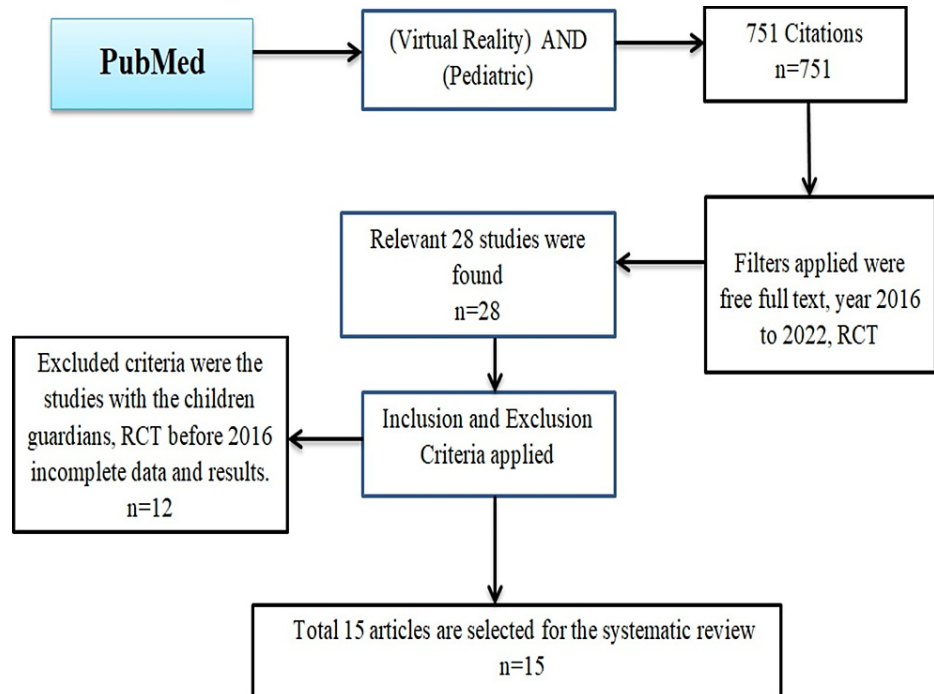 PubMed
(Virtual Reality) AND
(Pediatric)
751 Citations
n=751
Filters applied were
free full text, year 2016
to 2022, RCT
Relevant 28 studies were
found
n=28
Inclusion and Exclusion
Criteria applied
Excluded criteria were the
studies with the children
guardians, RCT before 2016
incomplete data and results.
n=12
Total 15 articles are selected for the systematic review
n=15